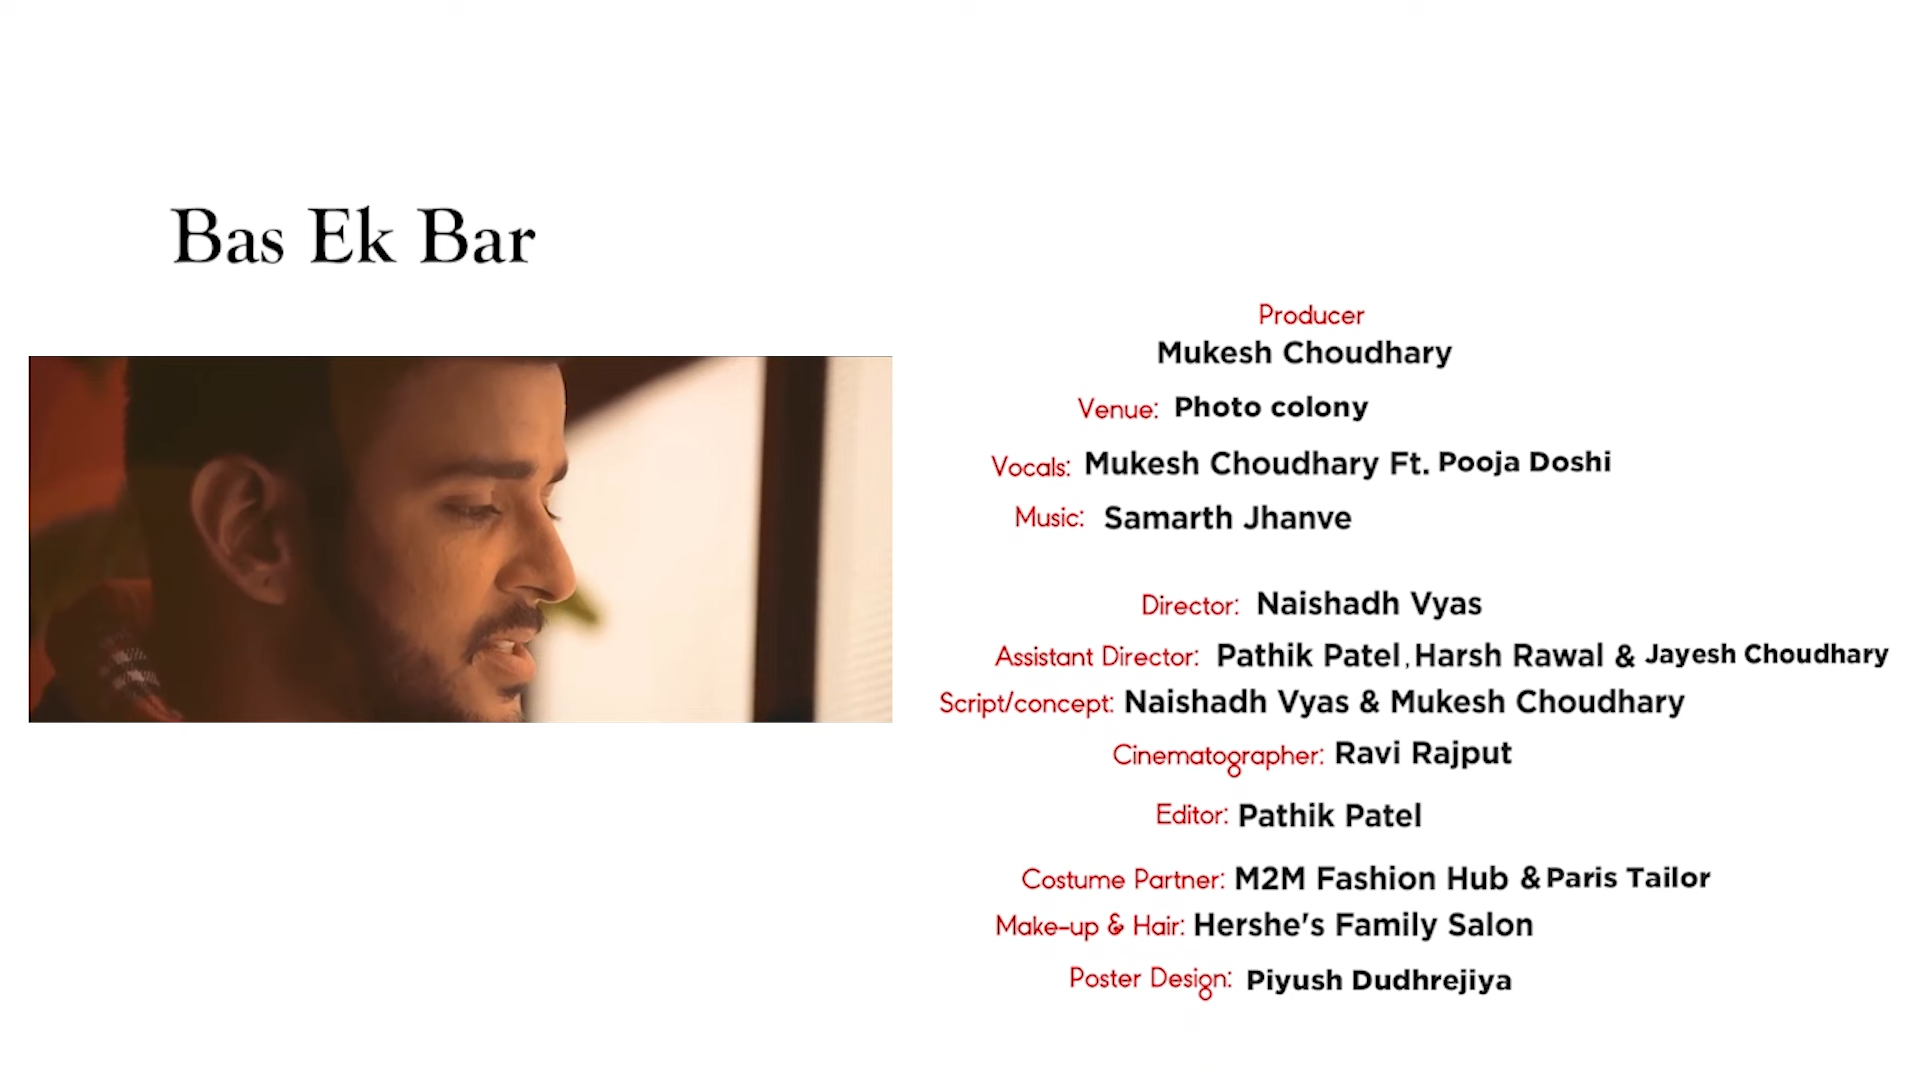 Bas Ek Bar
Producer
Mukesh Choudhary
Venue: Photo colony
Vocals: Mukesh Choudhary Ft. Pooja Doshi
Music: Samarth Jhanve
Director: Naishadh Vyas
Assistant Director: Pathik Patel, Harsh Rawal & Jayesh Choudhary
Script/concept: Naishadh Vyas & Mukesh Choudhary
Cinematographer: Ravi Rajput
Editor: Pathik Patel
Costume Partner: M2M Fashion Hub & Paris Tailor
Make-up & Hair: Hershe's Family Salon
Poster Design: Piyush Dudhrejiya